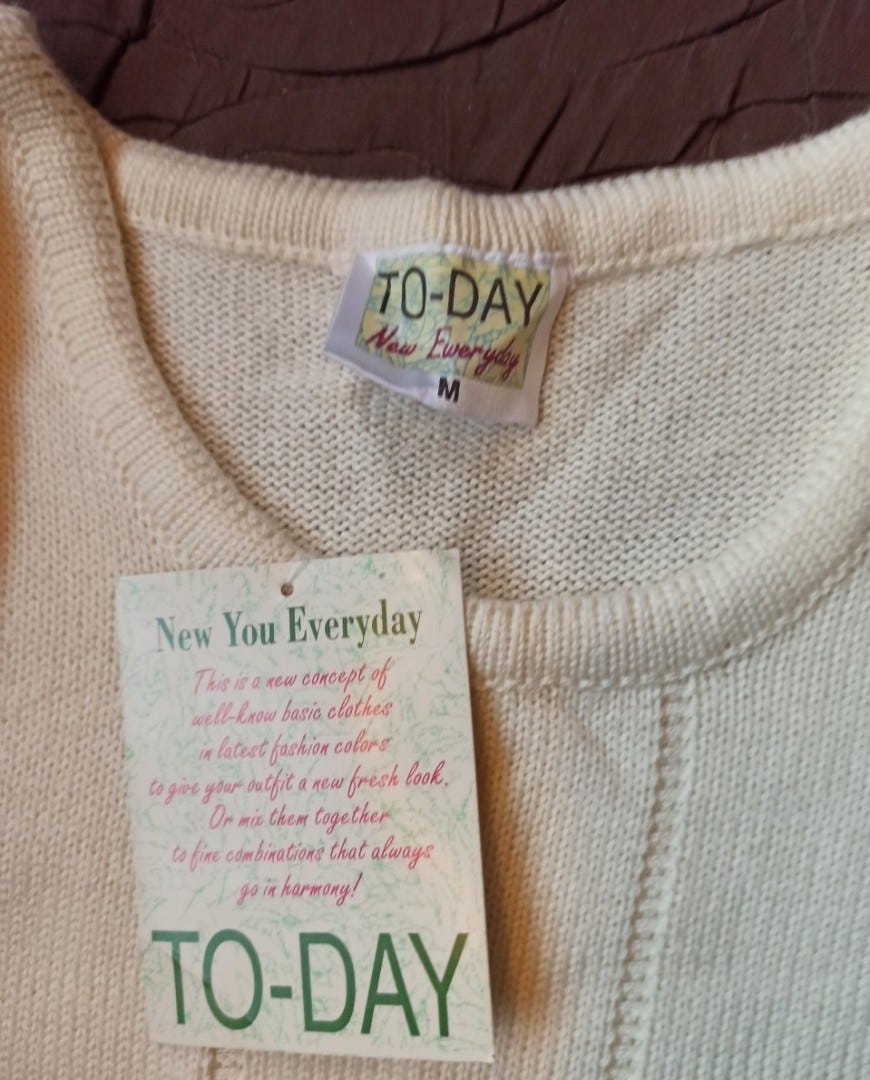 TO-DAY
New Eweryday
M
New You Everyday
This is a new concept of
well-know basic clothes
in latest fashion colors
to give your outfit a new fresh look.
Or mix them together
to fine combinations that always
go in harmony!
TO-DAY